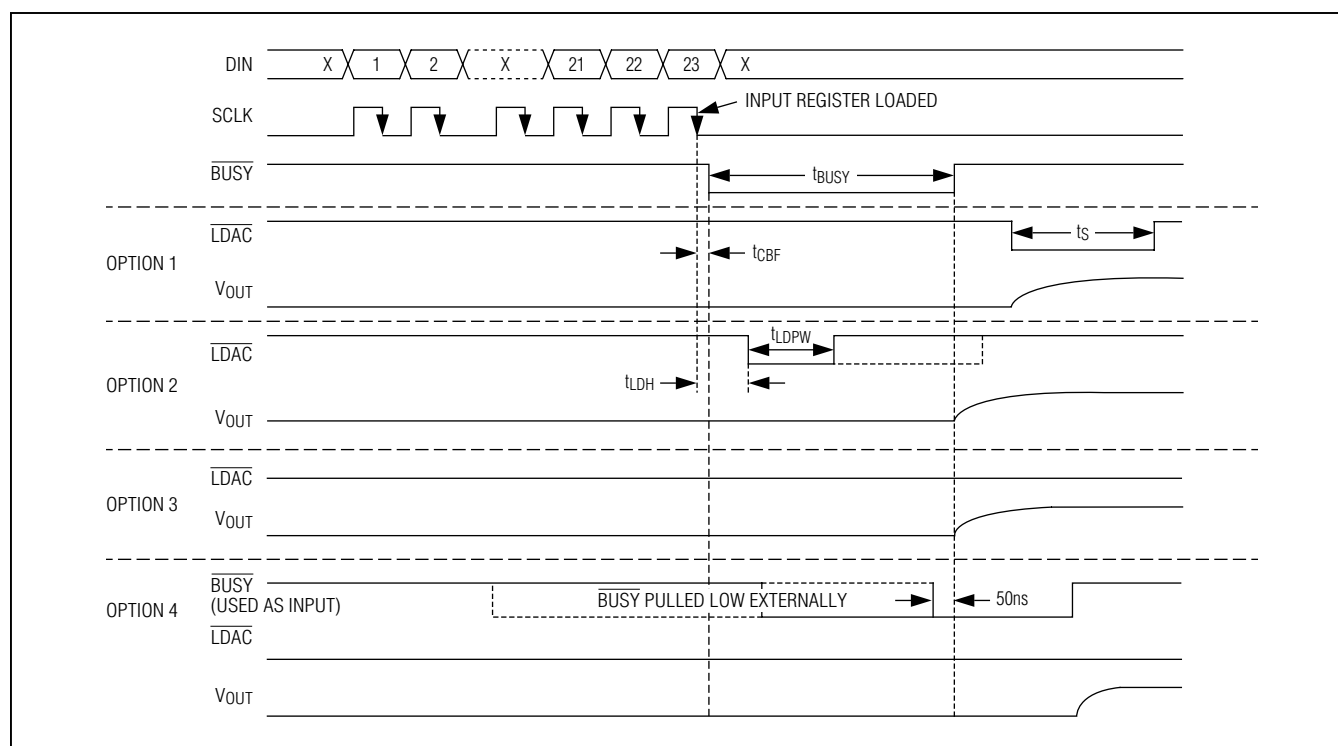 DIN X 1 2 X 21 22 23 X
SCLK INPUT REGISTER LOADED
BUSY tBUSY
LDAC tS
OPTION 1 tCBF
VOUT
LDAC tLDPW
OPTION 2 tLDH
VOUT
LDAC
OPTION 3
VOUT
BUSY
OPTION 4 (USED AS INPUT) BUSY PULLED LOW EXTERNALLY 50ns
LDAC
VOUT